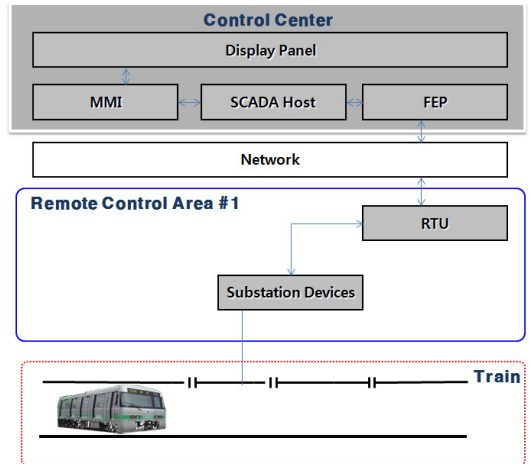 Control Center
Display Panel
MMI
SCADA Host
FEP
Network
Remote Control Area #1
RTU
Substation Devices
Train